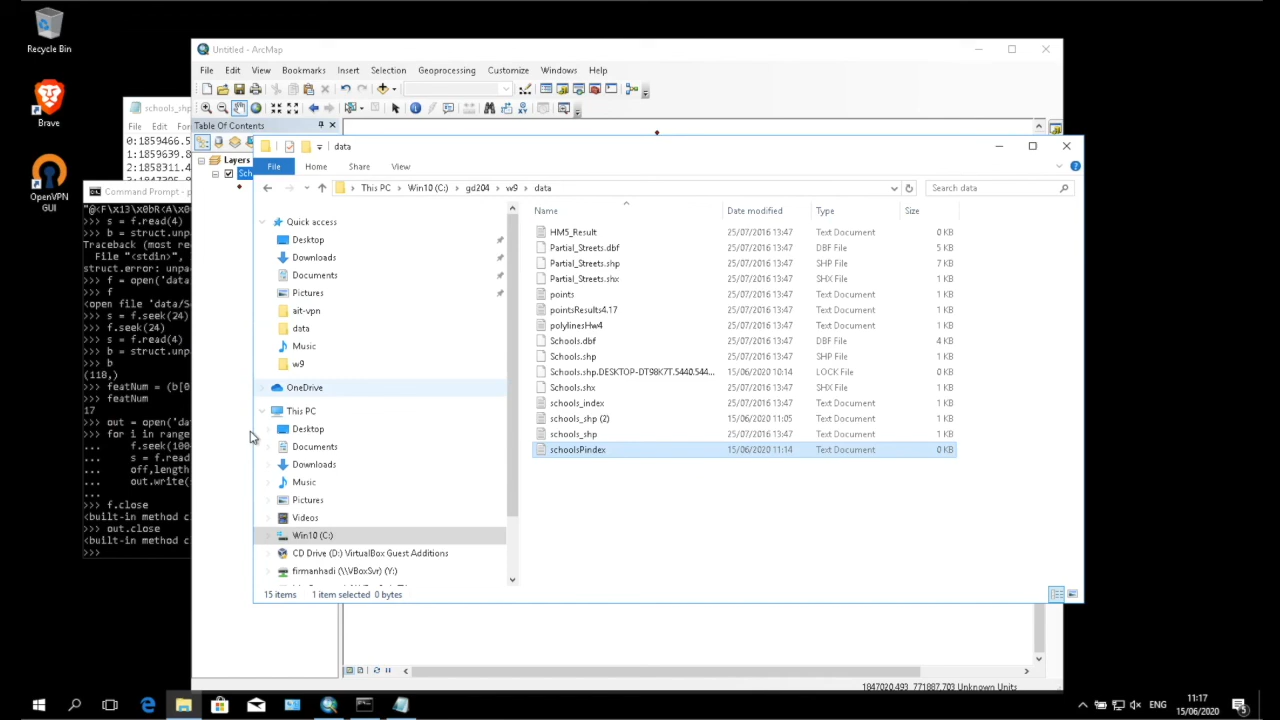 Recycle Bin
Brave
OpenVPN
GUI
Untitled - ArcMap
File Edit View Bookmarks Insert Selection Geoprocessing Customize Windows Help
schools_shp
File Edit For
0:1859466.5
1:1859639.8
2:1858311.4
Table Of Contents
Layers
Sch
Command Prompt - p
"@<F\x13\x0bR<A\x0
>>> s = f.read(4)
>>> b = struct.unp
Traceback (most re
File "<stdin>",
struct.error: unpa
>>> f = open('data
>>> f
<open file 'data/S
>>> s = f.read(24)
>>> f.seek(24)
>>> s = f.read(4)
>>> b = struct.unp
>>> b
(110,)
>>> featNum = (b[0
>>> featNum
17
>>> out = open('da
>>> for i in range
... f.seek(100
... s = f.read
... off,length
... out.write(
...
>>> f.close
<built-in method c
>>> out.close
<built-in method c
>>>
data
File Home Share View
This PC Win10 (C:) gd204 w9 data
Search data
Quick access
Desktop
Downloads
Documents
Pictures
ait-vpn
data
Music
w9
OneDrive
This PC
Desktop
Documents
Downloads
Music
Pictures
Videos
Win10 (C:)
CD Drive (D:) VirtualBox Guest Additions
firmanhadi (\\VBoxSvr) (Y:)
Name Date modified Type Size
HM5_Result 25/07/2016 13:47 Text Document 0 KB
Partial_Streets.dbf 25/07/2016 13:47 DBF File 5 KB
Partial_Streets.shp 25/07/2016 13:47 SHP File 7 KB
Partial_Streets.shx 25/07/2016 13:47 SHX File 1 KB
points 25/07/2016 13:47 Text Document 1 KB
pointsResults4.17 25/07/2016 13:47 Text Document 1 KB
polylinesHw4 25/07/2016 13:47 Text Document 1 KB
Schools.dbf 25/07/2016 13:47 DBF File 4 KB
Schools.shp 25/07/2016 13:47 SHP File 1 KB
Schools.shp.DESKTOP-DT98K7T.5440.544... 15/06/2020 10:14 LOCK File 0 KB
Schools.shx 25/07/2016 13:47 SHX File 1 KB
schools_index 25/07/2016 13:47 Text Document 1 KB
schools_shp (2) 15/06/2020 11:05 Text Document 1 KB
schools_shp 25/07/2016 13:47 Text Document 1 KB
schoolsPindex 15/06/2020 11:14 Text Document 0 KB
15 items 1 item selected 0 bytes
1847020.493 771887.703 Unknown Units
ENG
11:17
15/06/2020